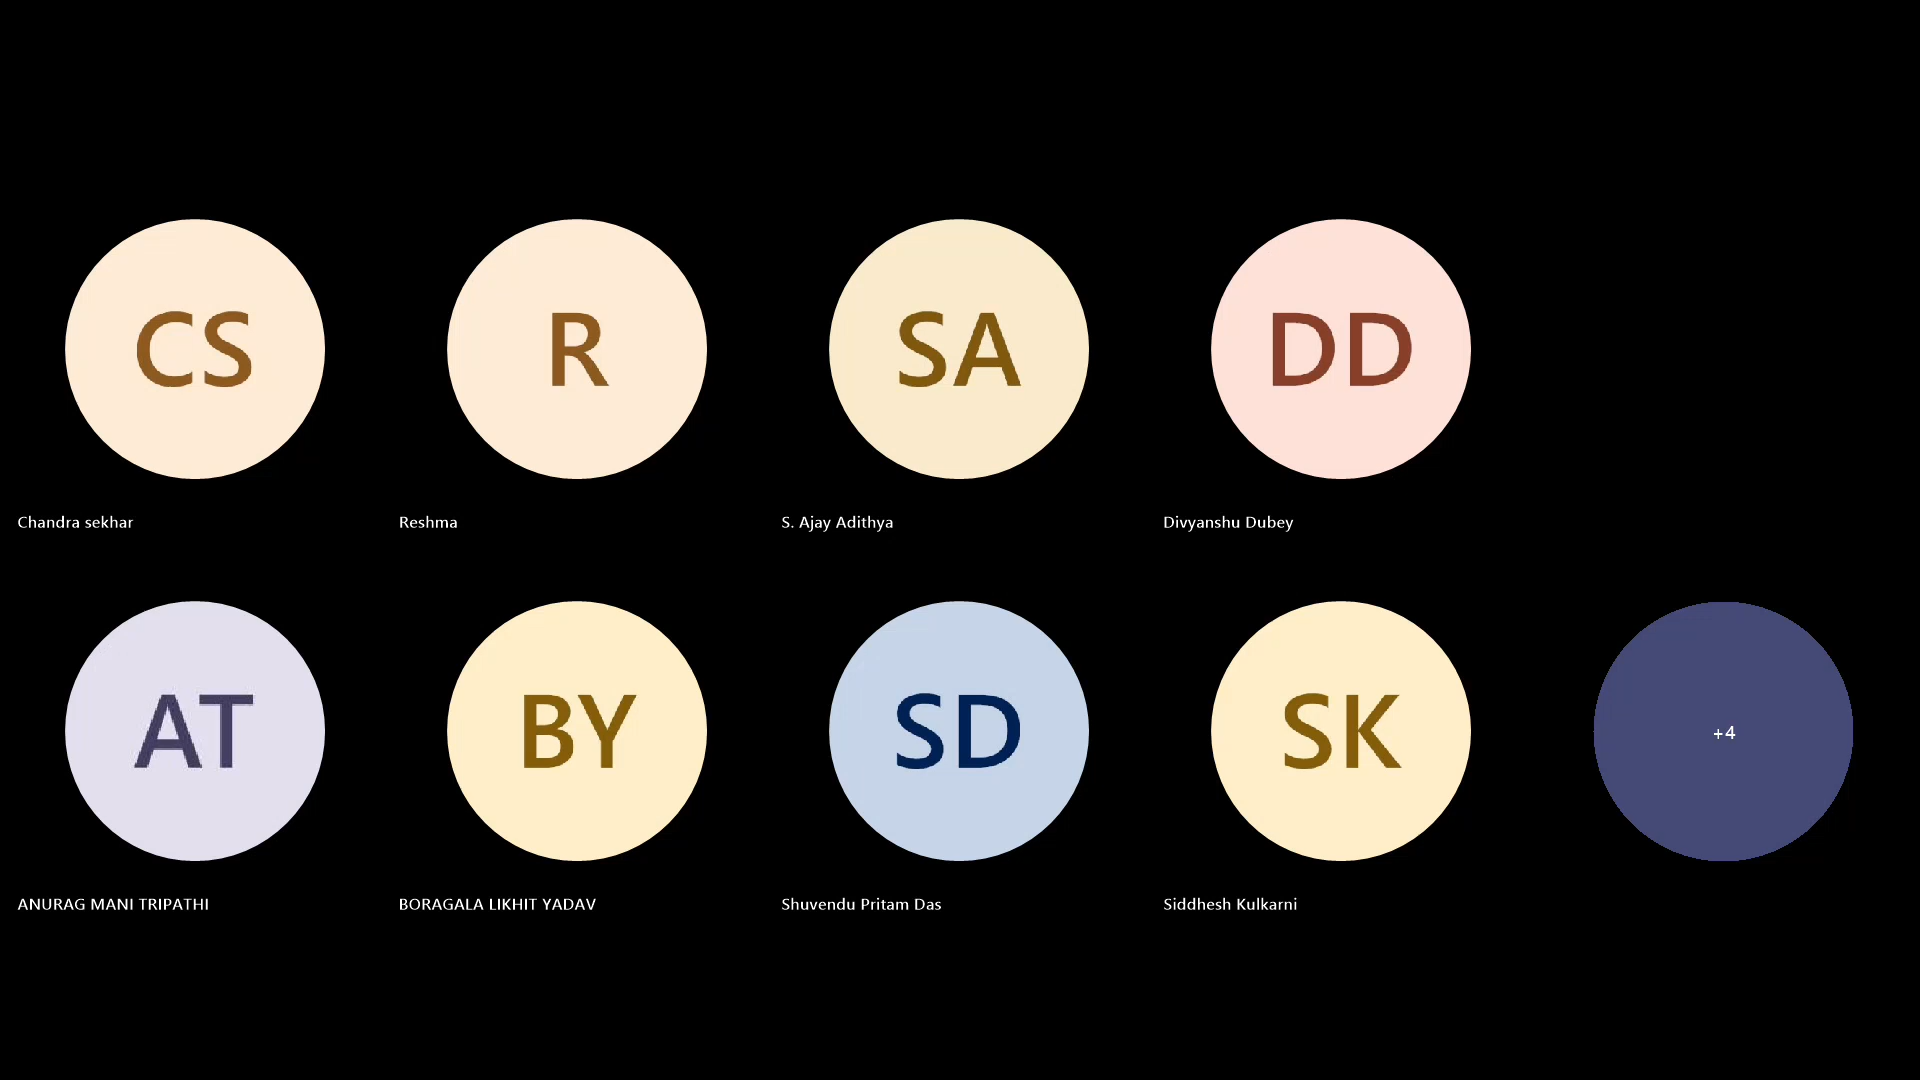 CS
R
SA
DD
Chandra sekhar
Reshma
S. Ajay Adithya
Divyanshu Dubey
AT
BY
SD
SK
+4
ANURAG MANI TRIPATHI
BORAGALA LIKHIT YADAV
Shuvendu Pritam Das
Siddhesh Kulkarni